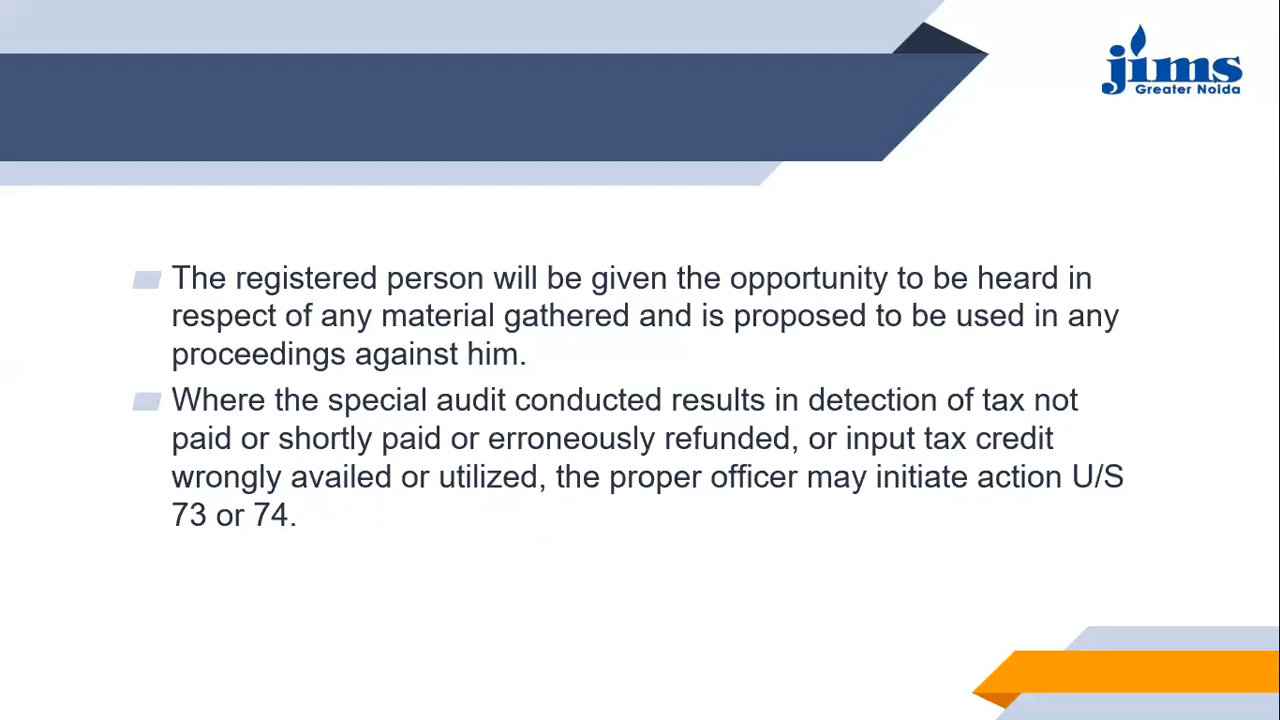 jims
Greater Noida
The registered person will be given the opportunity to be heard in
respect of any material gathered and is proposed to be used in any
proceedings against him.
Where the special audit conducted results in detection of tax not
paid or shortly paid or erroneously refunded, or input tax credit
wrongly availed or utilized, the proper officer may initiate action U/S
73 or 74.